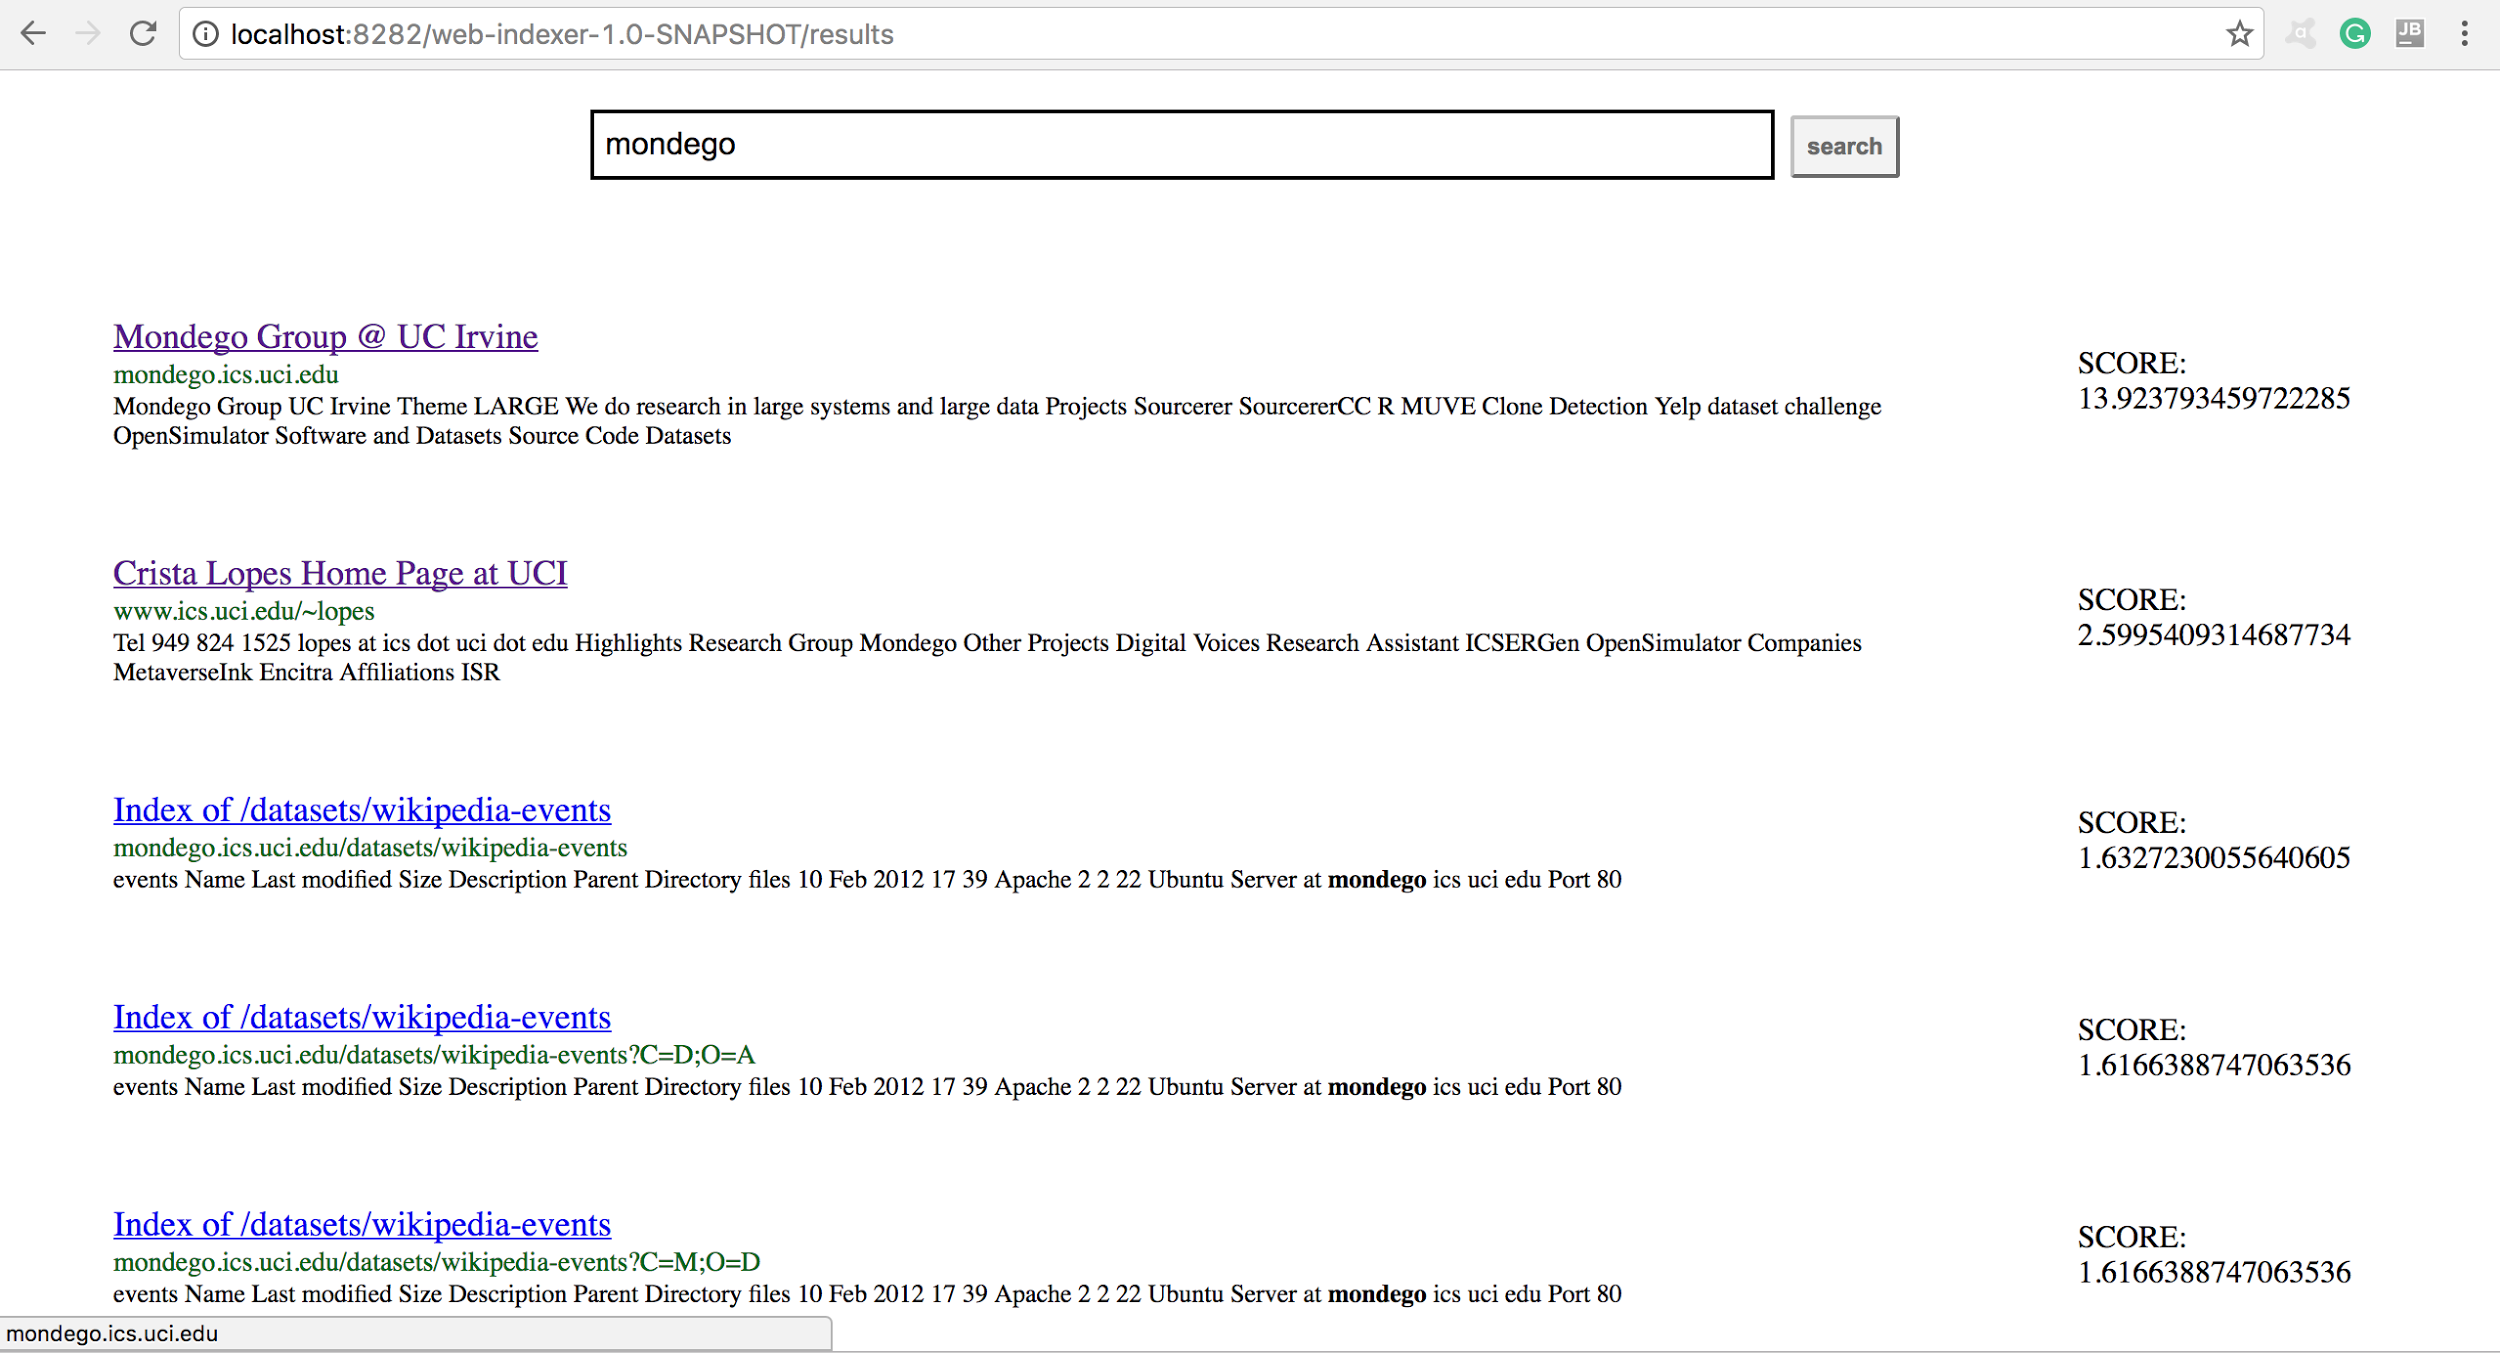 localhost:8282/web-indexer-1.0-SNAPSHOT/results
a
G
JB
mondego
search
Mondego Group @ UC Irvine
mondego.ics.uci.edu
Mondego Group UC Irvine Theme LARGE We do research in large systems and large data Projects Sourcerer SourcererCC R MUVE Clone Detection Yelp dataset challenge
OpenSimulator Software and Datasets Source Code Datasets
SCORE:
13.923793459722285
Crista Lopes Home Page at UCI
www.ics.uci.edu/~lopes
Tel 949 824 1525 lopes at ics dot uci dot edu Highlights Research Group Mondego Other Projects Digital Voices Research Assistant ICSERGen OpenSimulator Companies
MetaverseInk Encitra Affiliations ISR
SCORE:
2.5995409314687734
Index of /datasets/wikipedia-events
mondego.ics.uci.edu/datasets/wikipedia-events
events Name Last modified Size Description Parent Directory files 10 Feb 2012 17 39 Apache 2 2 22 Ubuntu Server at mondego ics uci edu Port 80
SCORE:
1.6327230055640605
Index of /datasets/wikipedia-events
mondego.ics.uci.edu/datasets/wikipedia-events?C=D;O=A
events Name Last modified Size Description Parent Directory files 10 Feb 2012 17 39 Apache 2 2 22 Ubuntu Server at mondego ics uci edu Port 80
SCORE:
1.6166388747063536
Index of /datasets/wikipedia-events
mondego.ics.uci.edu/datasets/wikipedia-events?C=M;O=D
events Name Last modified Size Description Parent Directory files 10 Feb 2012 17 39 Apache 2 2 22 Ubuntu Server at mondego ics uci edu Port 80
SCORE:
1.6166388747063536
mondego.ics.uci.edu